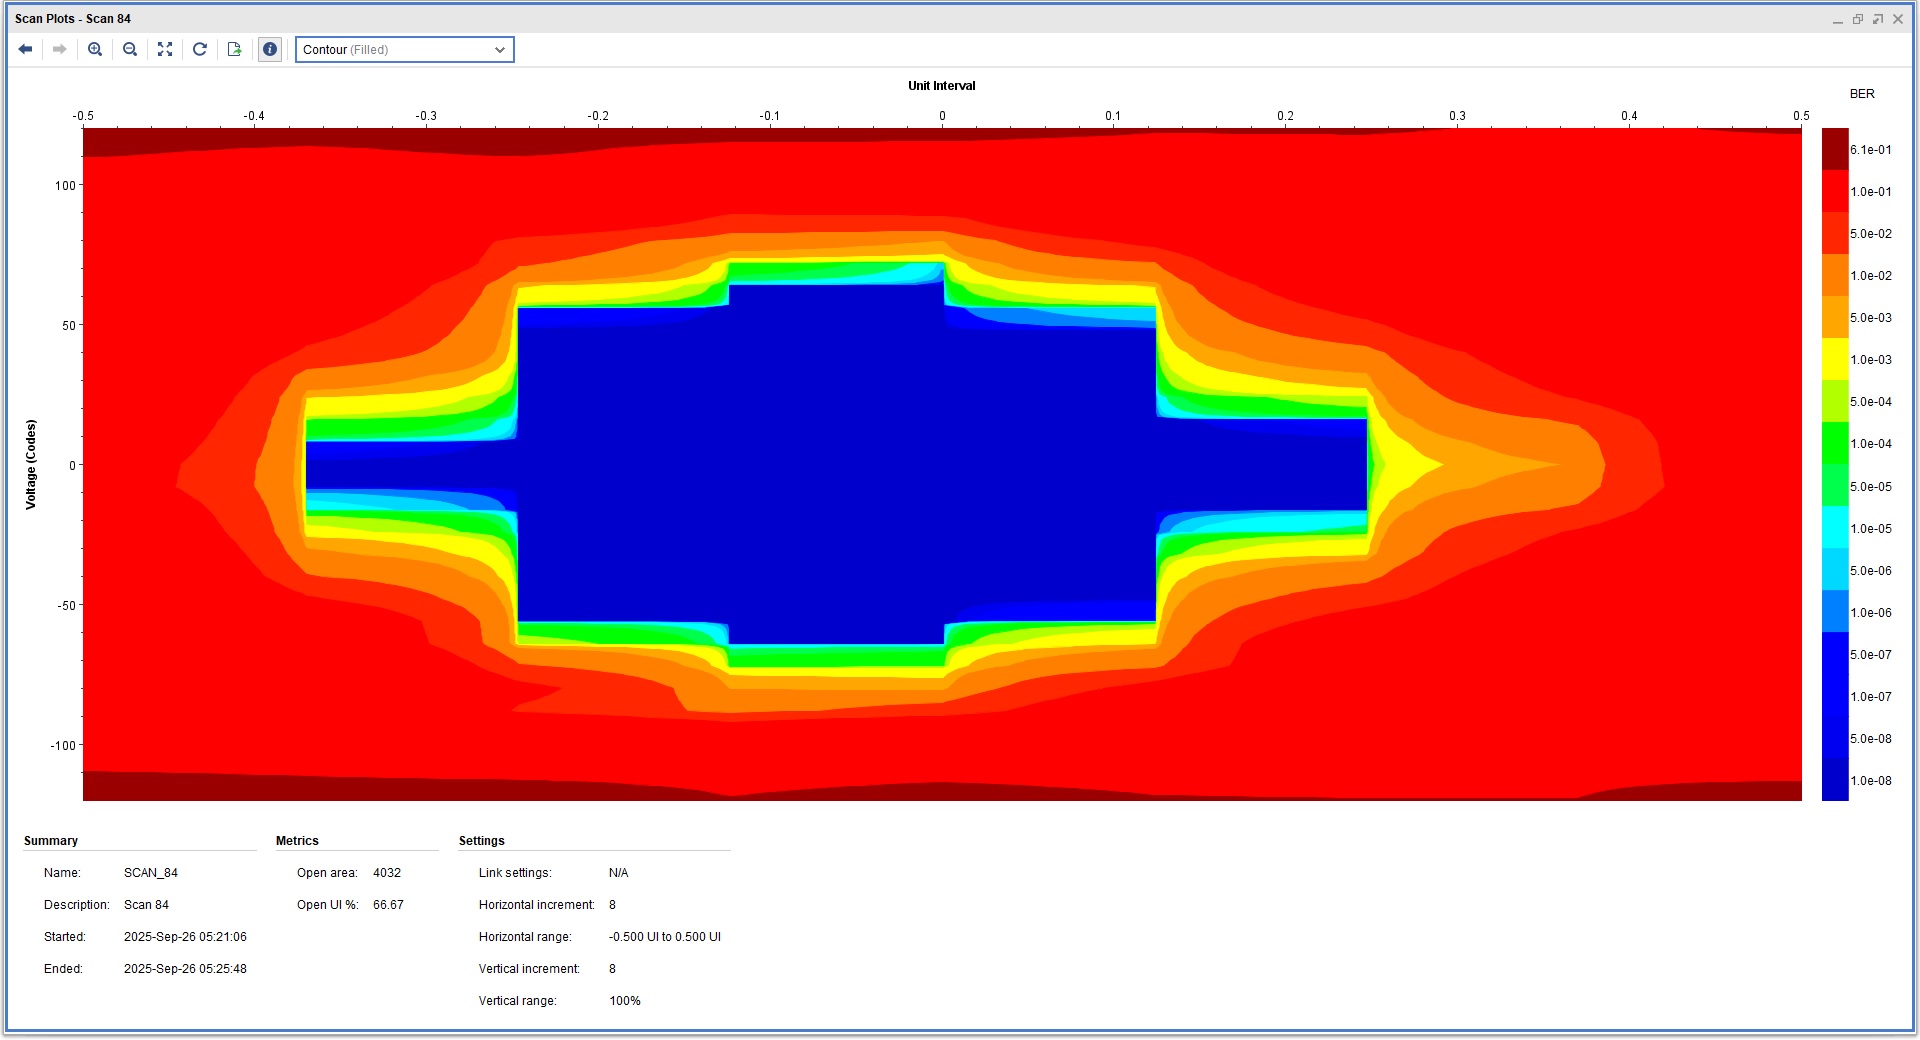 Scan Plots - Scan 84
Contour (Filled)
Unit Interval
BER
-0.5 -0.4 -0.3 -0.2 -0.1 0 0.1 0.2 0.3 0.4 0.5
6.1e-01
1.0e-01
5.0e-02
1.0e-02
5.0e-03
1.0e-03
5.0e-04
1.0e-04
5.0e-05
1.0e-05
5.0e-06
1.0e-06
5.0e-07
1.0e-07
5.0e-08
1.0e-08
100
50
0
-50
-100
Voltage (Codes)
Summary
Name: SCAN_84
Description: Scan 84
Started: 2025-Sep-26 05:21:06
Ended: 2025-Sep-26 05:25:48
Metrics
Open area: 4032
Open UI %: 66.67
Settings
Link settings: N/A
Horizontal increment: 8
Horizontal range: -0.500 UI to 0.500 UI
Vertical increment: 8
Vertical range: 100%